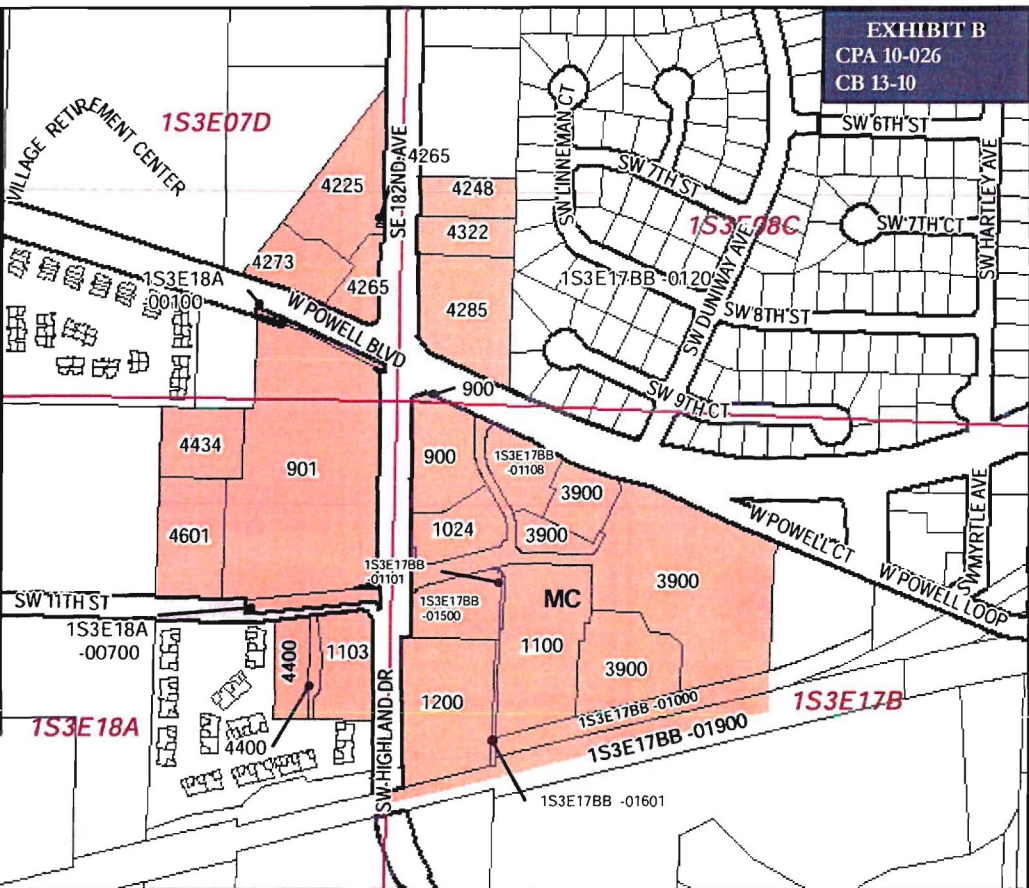 EXHIBIT B
CPA 10-026
CB 13-10
VILLAGE RETIREMENT CENTER
1S3E07D
SE 182ND AVE
4265
4225
4248
4322
4273
4265
4285
1S3E18A
00100
W POWELL BLVD
SW LINNEMAN CT
SW 7TH ST
SW 6TH ST
SW HARTLEY AVE
1S3E08C
SW 7TH CT
1S3E17BB -0120
SW DUNIWAY AVE
SW 8TH ST
SW 9TH CT
900
4434
901
900
1S3E17BB
-01108
3900
4601
1024
3900
1S3E17BB
-01101
3900
W POWELL CT
SW MYRTLE AVE
W POWELL LOOP
SW 11TH ST
1S3E17BB
-01500
MC
1S3E18A
-00700
4400
1103
1100
3900
1200
1S3E18A
4400
SW HIGHLAND DR
1S3E17BB -01000
1S3E17B
1S3E17BB -01900
1S3E17BB -01601